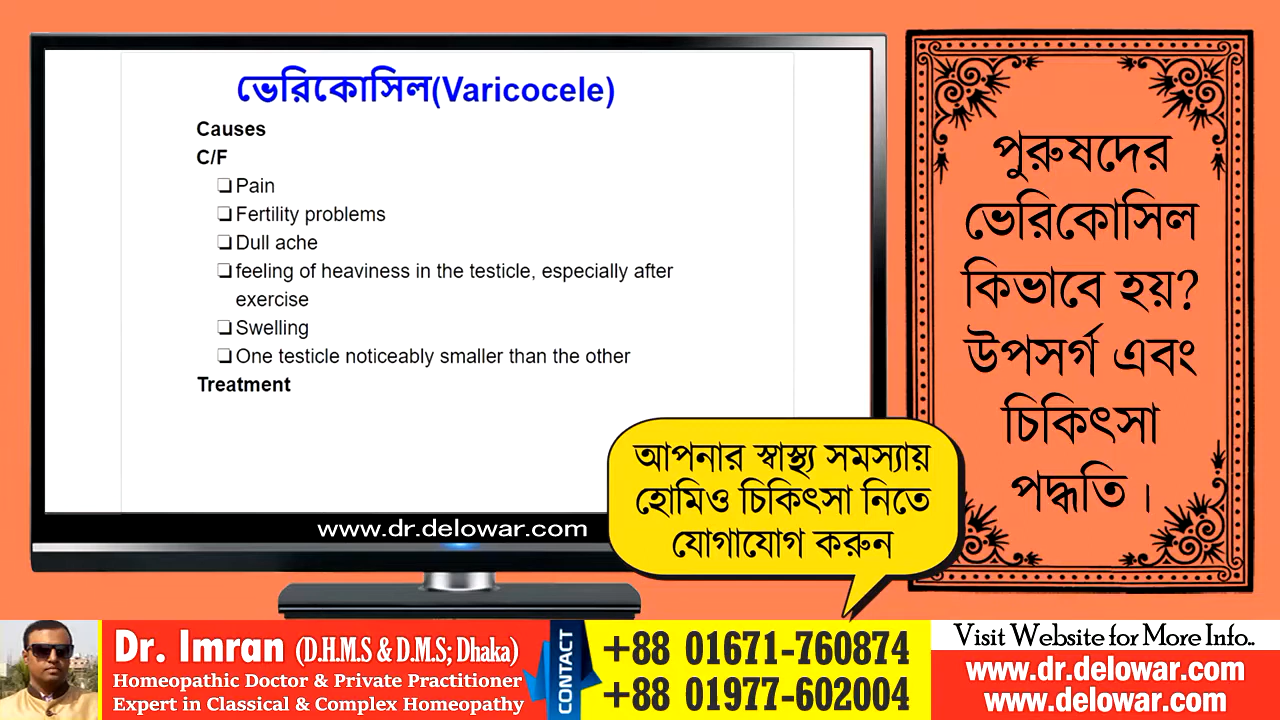 ভেরিকোসিল(Varicocele)
Causes
C/F
❏Pain
❏Fertility problems
❏Dull ache
❏feeling of heaviness in the testicle, especially after
exercise
❏Swelling
❏One testicle noticeably smaller than the other
Treatment
www.dr.delowar.com
পুরুষদের
ভেরিকোসিল
কিভাবে হয়?
উপসর্গ এবং
চিকিৎসা
পদ্ধতি।
আপনার স্বাস্থ্য সমস্যায়
হোমিও চিকিৎসা নিতে
যোগাযোগ করুন
Dr. Imran (D.H.M.S & D.M.S; Dhaka)
Homeopathic Doctor & Private Practitioner
Expert in Classical & Complex Homeopathy
CONTACT
+88 01671-760874
+88 01977-602004
Visit Website for More Info..
www.dr.delowar.com
www.delowar.com